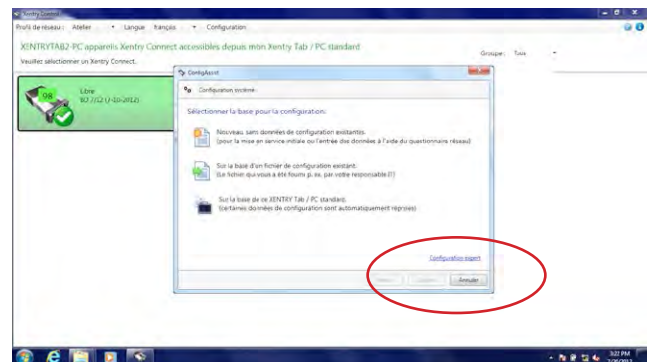 Xentry Control
Profil de réseau : Atelier Langue français Configuration
XENTRYTAB2-PC appareils Xentry Connect accessibles depuis mon Xentry Tab / PC standard
Groupe : Tous
Veuillez sélectionner un Xentry Connect.
ConfigAssist
Configuration système
98
Libre
Sélectionner la base pour la configuration:
Nouveau, sans données de configuration existantes.
(pour la mise en service initiale ou l'entrée des données à l'aide du questionnaire réseau)
Sur la base d'un fichier de configuration existant.
(Le fichier qui vous a été fourni p. ex. par votre responsable IT)
Sur la base de ce XENTRY Tab / PC standard.
(certaines données de configuration sont automatiquement reprises)
Configuration expert
Annuler
3:22 PM